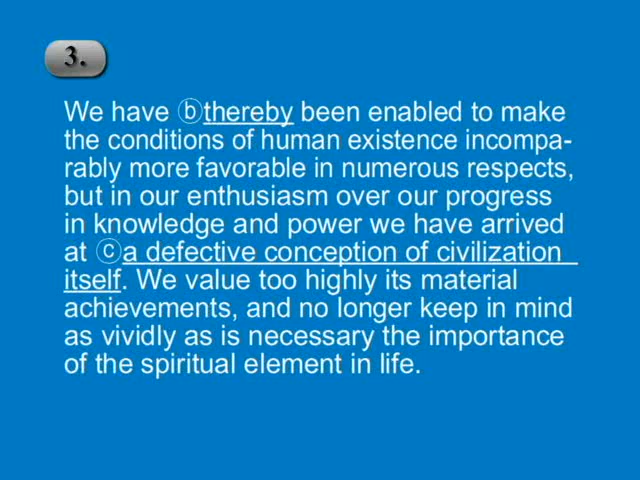 3.
We have ⓑthereby been enabled to make
the conditions of human existence incompa-
rably more favorable in numerous respects,
but in our enthusiasm over our progress
in knowledge and power we have arrived
at ⓒa defective conception of civilization
itself. We value too highly its material
achievements, and no longer keep in mind
as vividly as is necessary the importance
of the spiritual element in life.